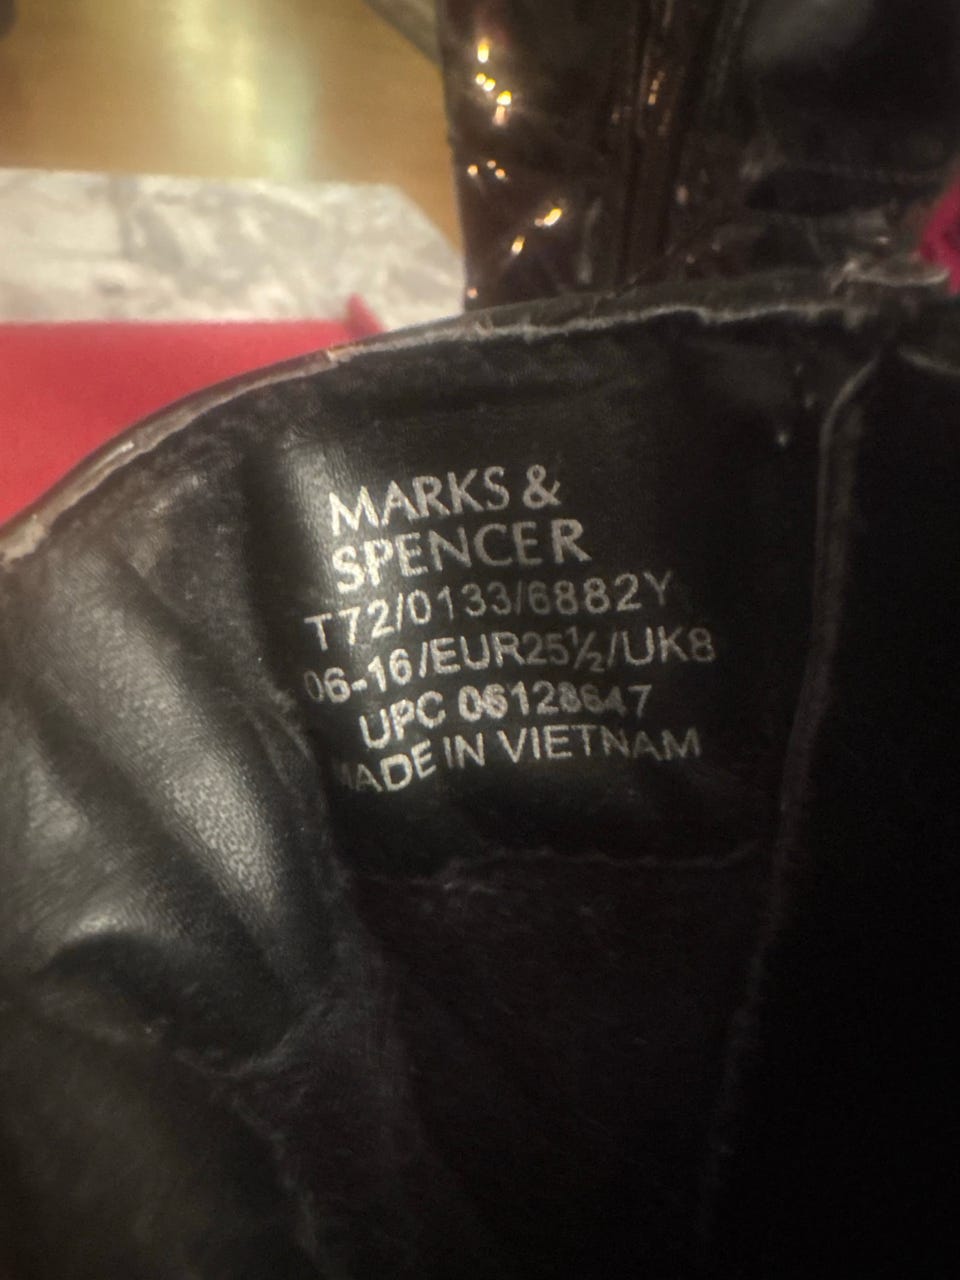 MARKS &
SPENCER
T72/0133/6882Y
06-16/EUR25½/UK8
UPC 06128647
MADE IN VIETNAM